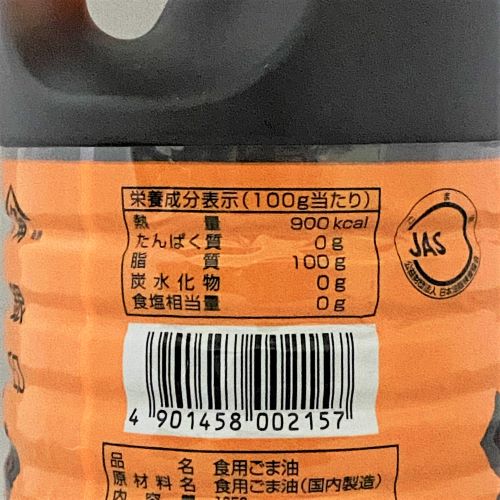 栄養成分表示(100g当たり)
熱量 900kcal
たんぱく質 0g
脂質 100g
炭水化物 0g
食塩相当量 0g
JAS
4 901458 002157
品名 食用ごま油
原材料名 食用ごま油(国内製造)